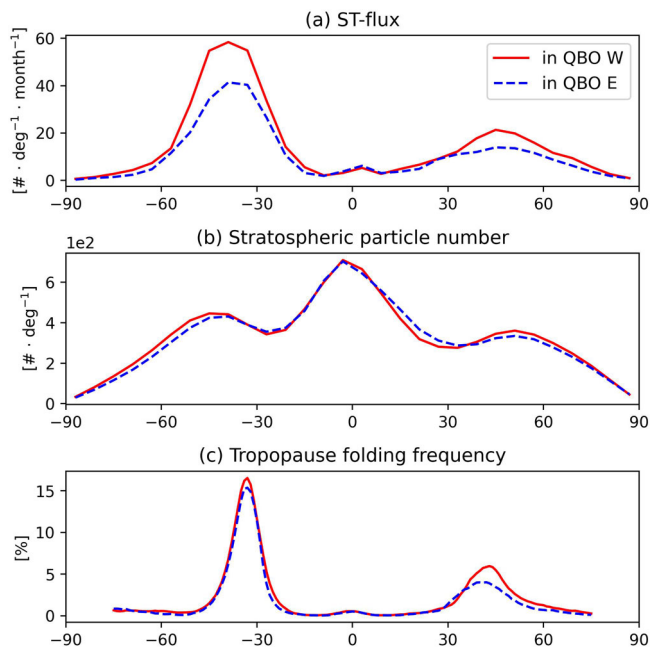 (a) ST-flux
60
40
20
0
[# · deg⁻¹ · month⁻¹]
in QBO W
in QBO E
−90 −60 −30 0 30 60 90
1e2
(b) Stratospheric particle number
6
4
2
0
[# · deg⁻¹]
−90 −60 −30 0 30 60 90
(c) Tropopause folding frequency
15
10
5
0
[%]
−90 −60 −30 0 30 60 90